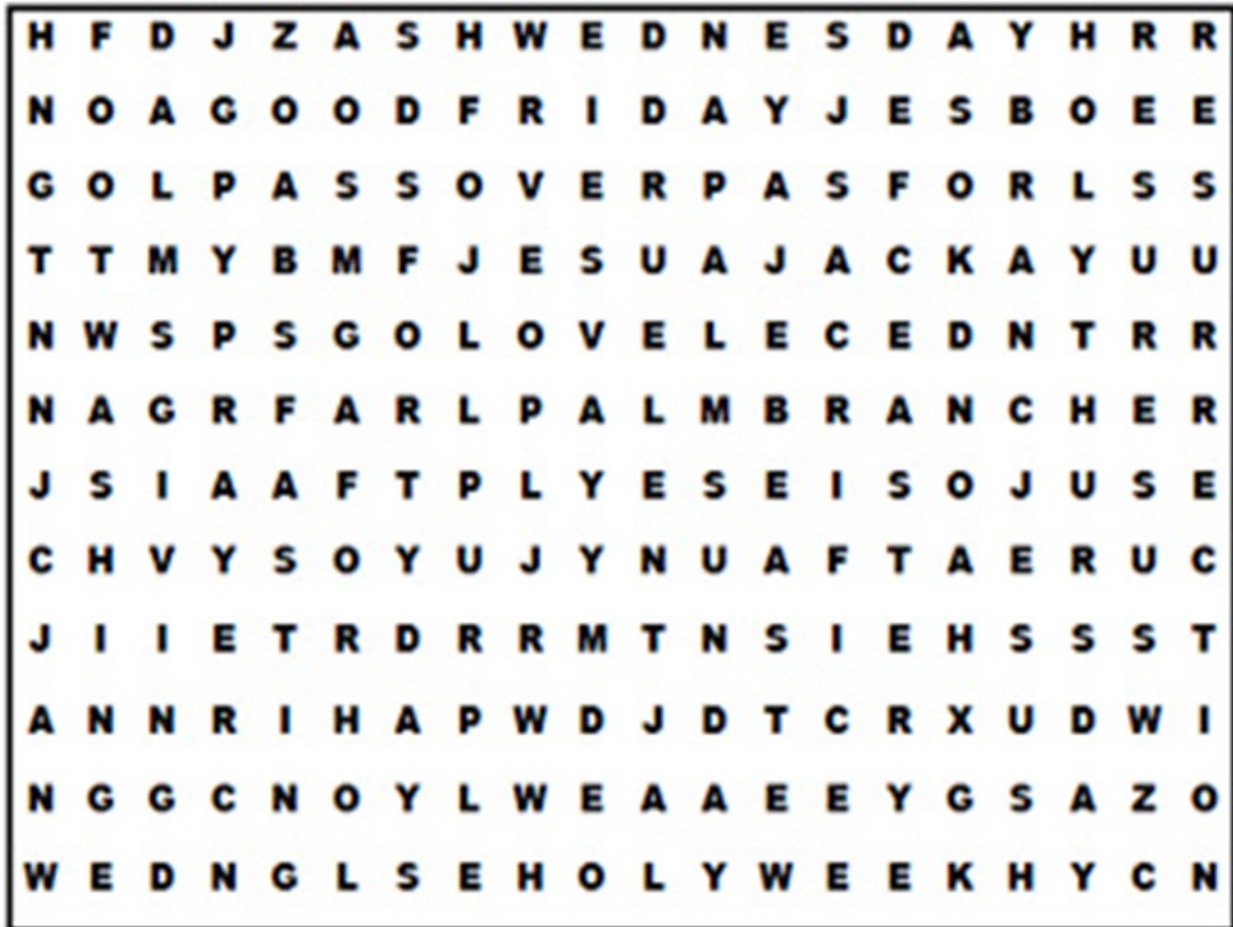 H F D J Z A S H W E D N E S D A Y H R R
N O A G O O D F R I D A Y J E S B O E E
G O L P A S S O V E R P A S F O R L S S
T T M Y B M F J E S U A J A C K A Y U U
N W S P S G O L O V E L E C E D N T R R
N A G R F A R L P A L M B R A N C H E R
J S I A A F T P L Y E S E I S O J U S E
C H V Y S O Y U J Y N U A F T A E R U C
J I I E T R D R R M T N S I E H S S S T
A N N R I H A P W D J D T C R X U D W I
N G G C N O Y L W E A A E E Y G S A Z O
W E D N G L S E H O L Y W E E K H Y C N